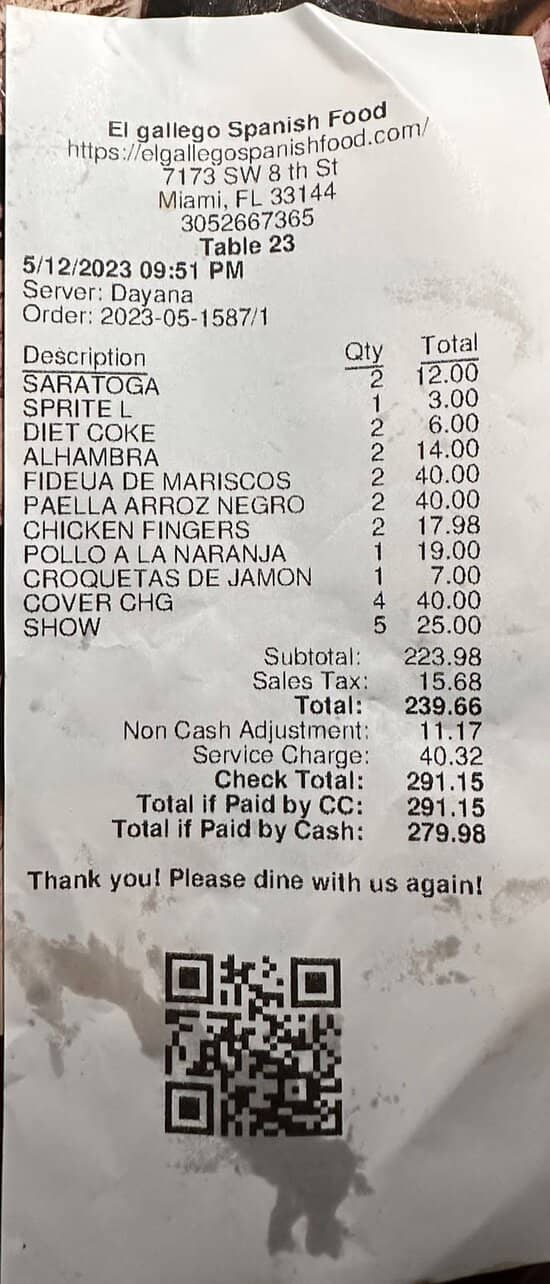 El gallego Spanish Food
https://elgallegospanishfood.com/
7173 SW 8 th St
Miami, FL 33144
3052667365
Table 23
5/12/2023 09:51 PM
Server: Dayana
Order: 2023-05-1587/1
Description Qty Total
SARATOGA 2 12.00
SPRITE L 1 3.00
DIET COKE 2 6.00
ALHAMBRA 2 14.00
FIDEUA DE MARISCOS 2 40.00
PAELLA ARROZ NEGRO 2 40.00
CHICKEN FINGERS 2 17.98
POLLO A LA NARANJA 1 19.00
CROQUETAS DE JAMON 1 7.00
COVER CHG 4 40.00
SHOW 5 25.00
Subtotal: 223.98
Sales Tax: 15.68
Total: 239.66
Non Cash Adjustment: 11.17
Service Charge: 40.32
Check Total: 291.15
Total if Paid by CC: 291.15
Total if Paid by Cash: 279.98
Thank you! Please dine with us again!